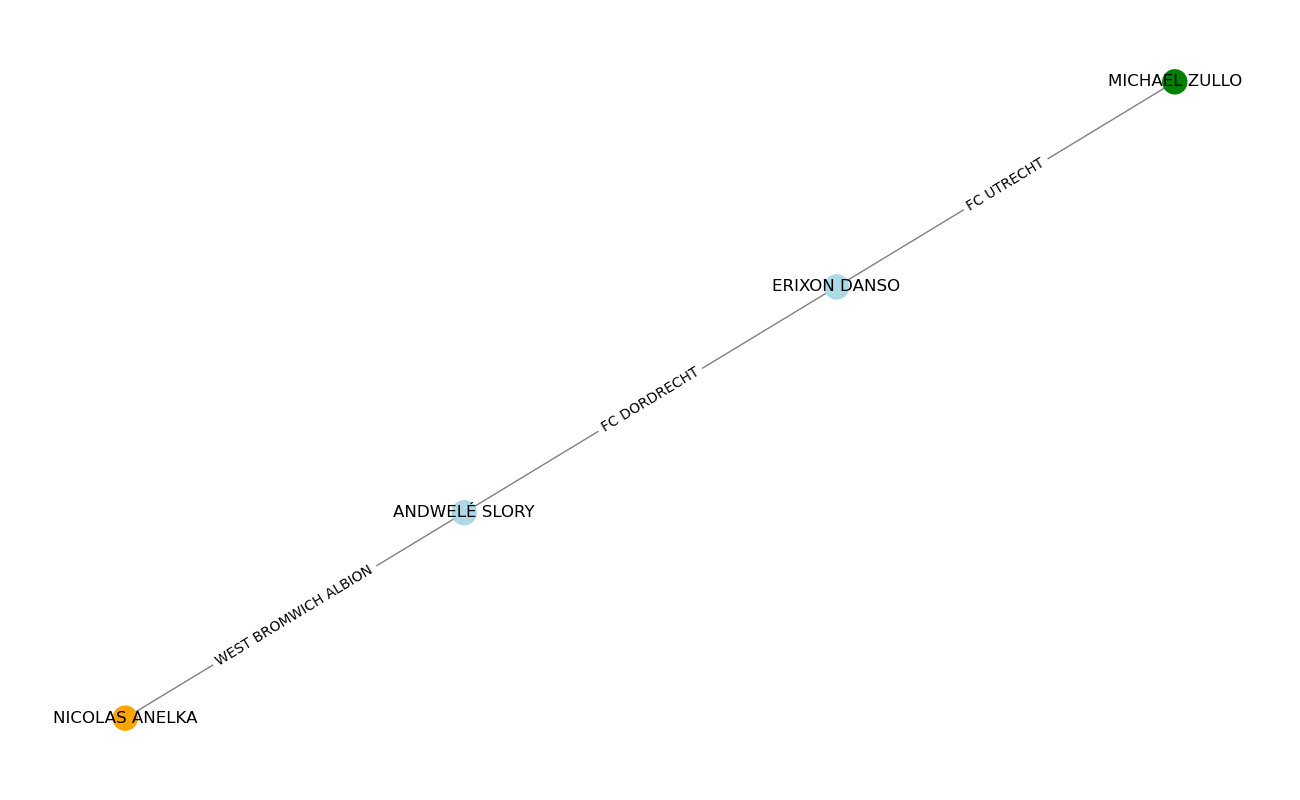 MICHAEL ZULLO
FC UTRECHT
ERIXON DANSO
FC DORDRECHT
ANDWELÉ SLORY
WEST BROMWICH ALBION
NICOLAS ANELKA